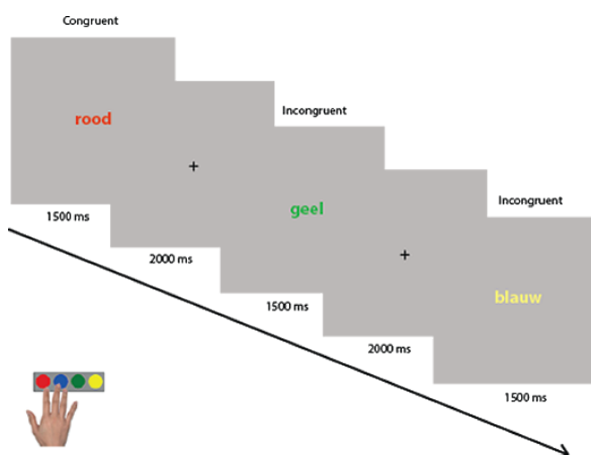 Congruent
rood
1500 ms
+
2000 ms
Incongruent
geel
1500 ms
+
2000 ms
Incongruent
blauw
1500 ms